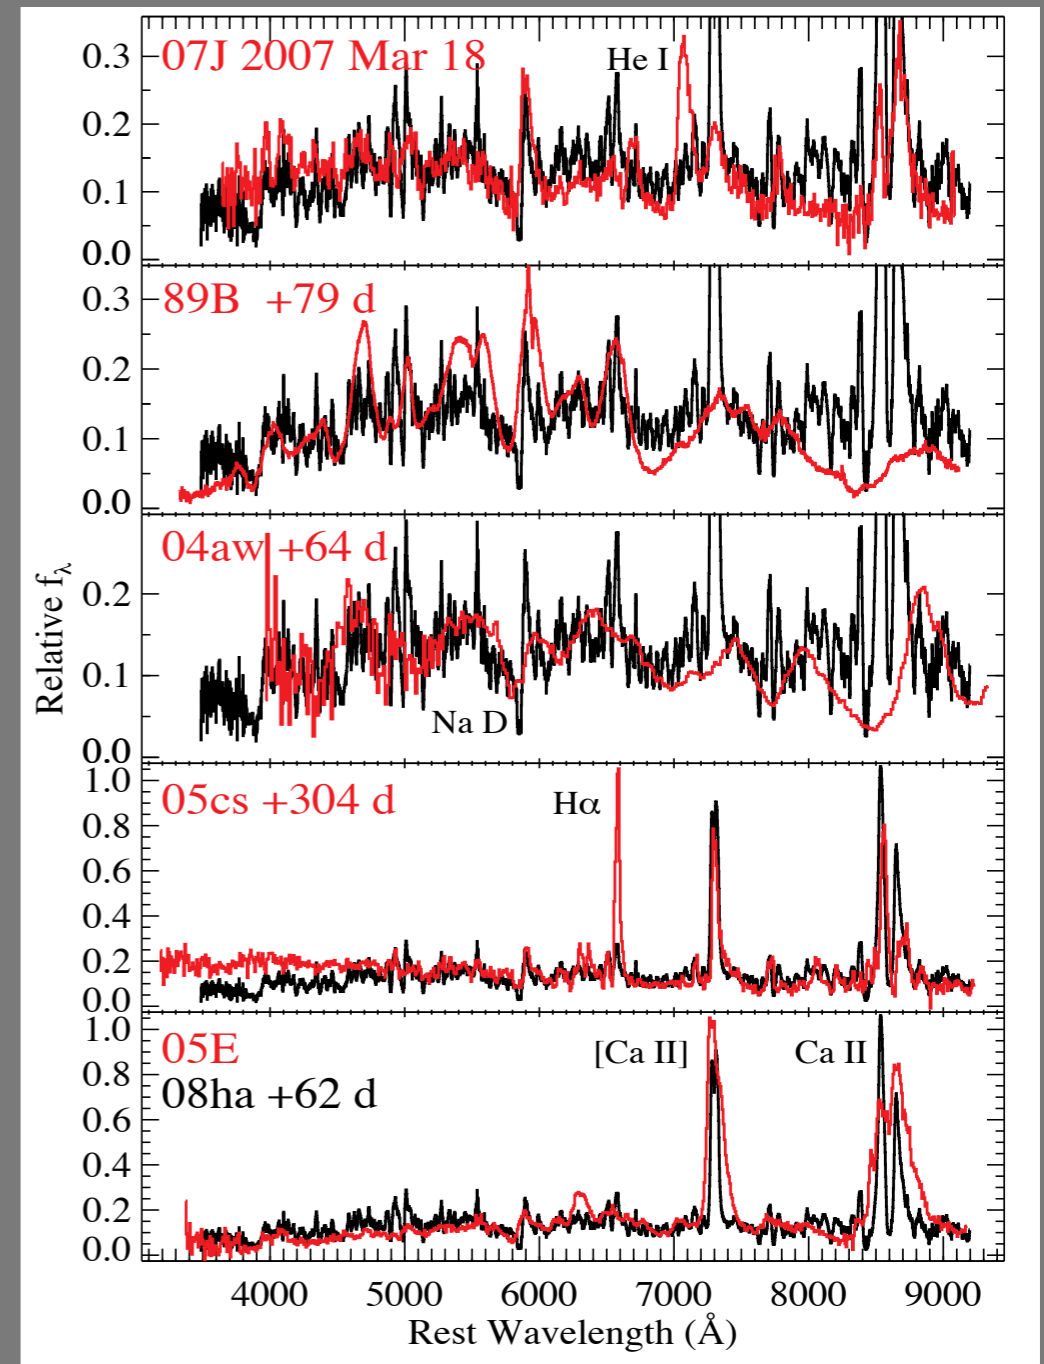 07J 2007 Mar 18
He I
0.3
0.2
0.1
0.0
89B +79 d
0.3
0.2
0.1
0.0
04aw +64 d
0.2
0.1
0.0
Na D
Relative fλ
05cs +304 d
Hα
1.0
0.8
0.6
0.4
0.2
0.0
05E
08ha +62 d
[Ca II]
Ca II
1.0
0.8
0.6
0.4
0.2
0.0
4000 5000 6000 7000 8000 9000
Rest Wavelength (Å)